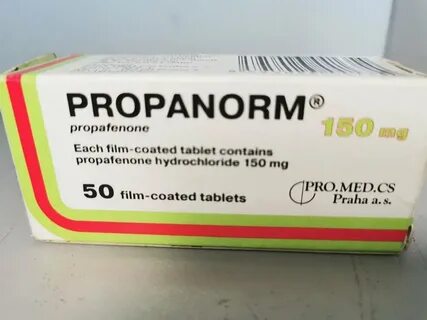 PROPANORM®
propafenone
150 mg
Each film-coated tablet contains
propafenone hydrochloride 150 mg
50 film-coated tablets
PRO.MED.CS
Praha a. s.